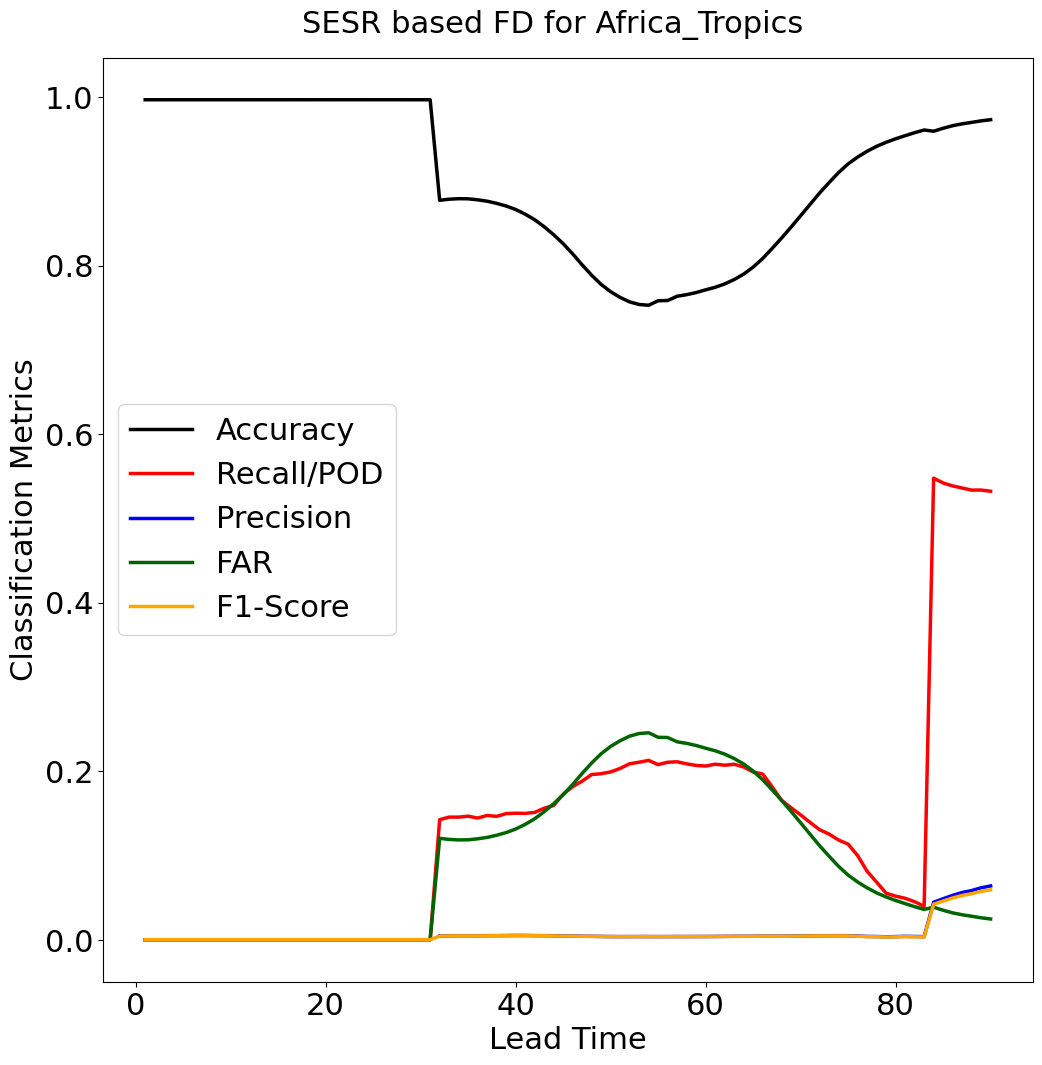 SESR based FD for Africa_Tropics
1.0
0.8
0.6
0.4
0.2
0.0
Classification Metrics
Accuracy
Recall/POD
Precision
FAR
F1-Score
0 20 40 60 80
Lead Time